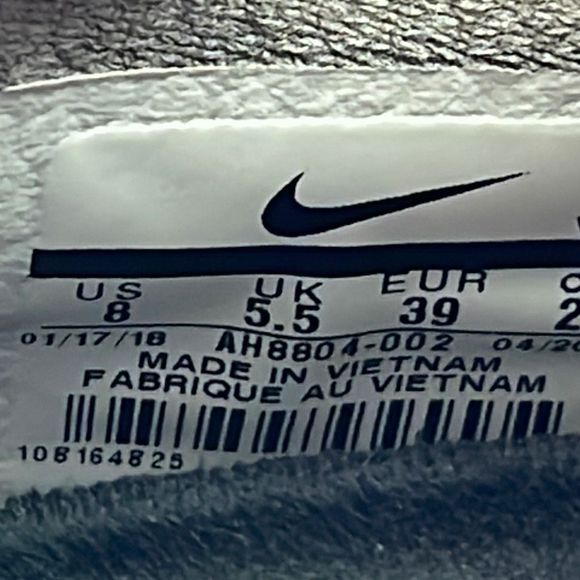 US UK EUR
8 5.5 39
01/17/18 AH8804-002
MADE IN VIETNAM
FABRIQUE AU VIETNAM
108164825